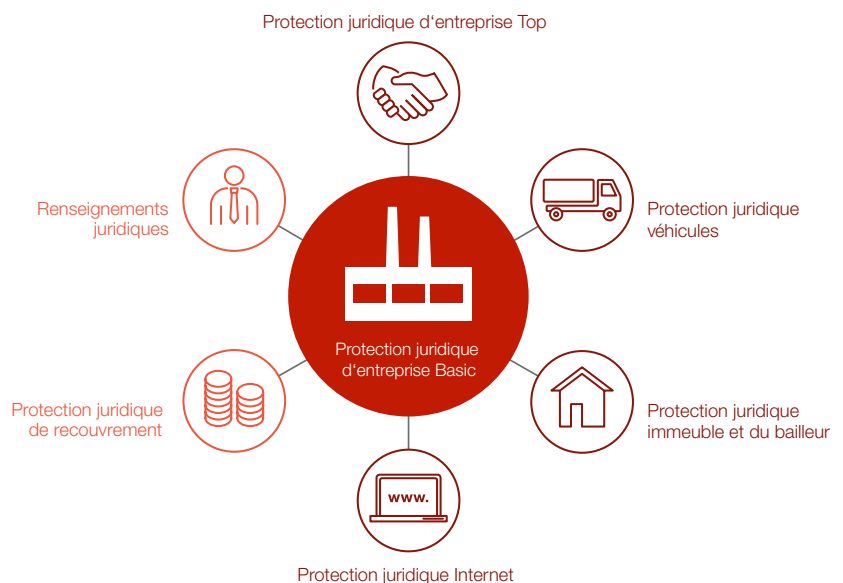 Protection juridique d‘entreprise Top
Renseignements
juridiques
Protection juridique
véhicules
Protection juridique
d‘entreprise Basic
Protection juridique
de recouvrement
Protection juridique
immeuble et du bailleur
www.
Protection juridique Internet